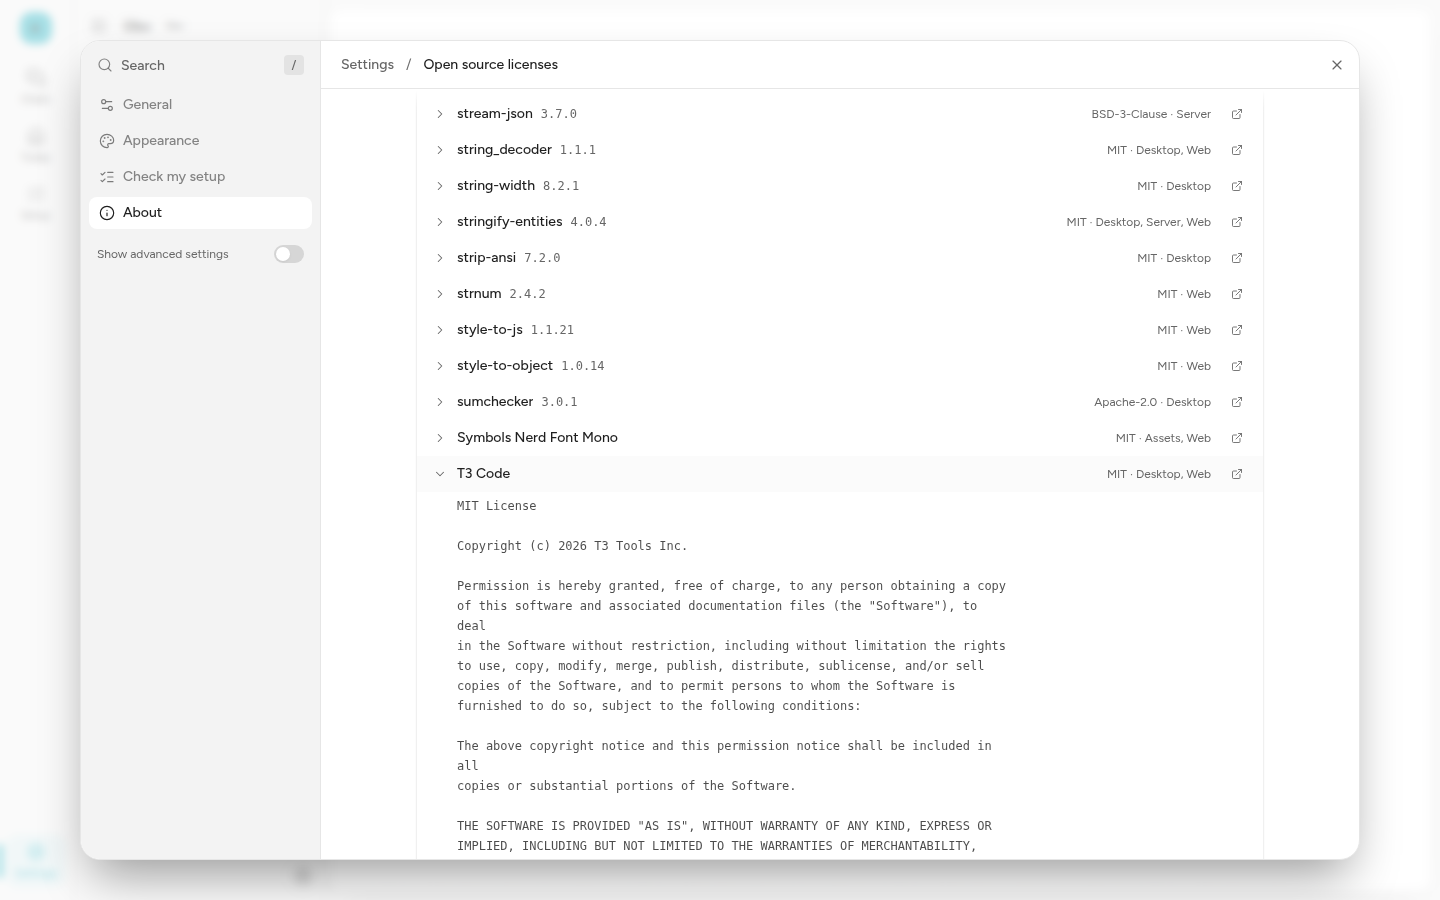 Search /
Settings / Open source licenses
General
Appearance
Check my setup
About
Show advanced settings
stream-json 3.7.0 BSD-3-Clause · Server
string_decoder 1.1.1 MIT · Desktop, Web
string-width 8.2.1 MIT · Desktop
stringify-entities 4.0.4 MIT · Desktop, Server, Web
strip-ansi 7.2.0 MIT · Desktop
strnum 2.4.2 MIT · Web
style-to-js 1.1.21 MIT · Web
style-to-object 1.0.14 MIT · Web
sumchecker 3.0.1 Apache-2.0 · Desktop
Symbols Nerd Font Mono MIT · Assets, Web
T3 Code MIT · Desktop, Web
MIT License
Copyright (c) 2026 T3 Tools Inc.
Permission is hereby granted, free of charge, to any person obtaining a copy
of this software and associated documentation files (the "Software"), to
deal
in the Software without restriction, including without limitation the rights
to use, copy, modify, merge, publish, distribute, sublicense, and/or sell
copies of the Software, and to permit persons to whom the Software is
furnished to do so, subject to the following conditions:
The above copyright notice and this permission notice shall be included in
all
copies or substantial portions of the Software.
THE SOFTWARE IS PROVIDED "AS IS", WITHOUT WARRANTY OF ANY KIND, EXPRESS OR
IMPLIED, INCLUDING BUT NOT LIMITED TO THE WARRANTIES OF MERCHANTABILITY,